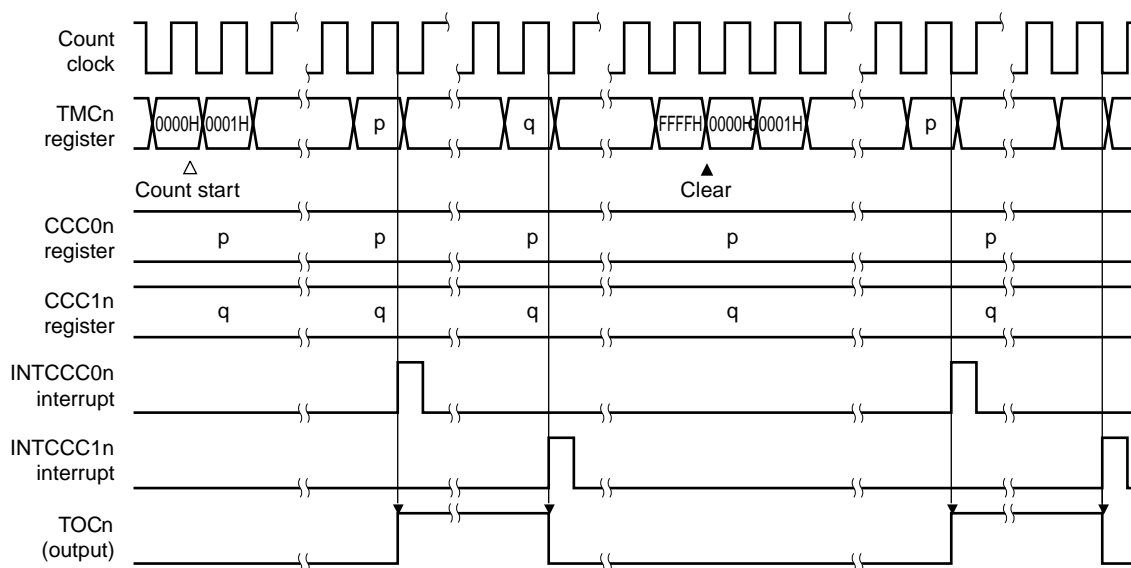 Count
clock
TMCn
register
0000H 0001H p q FFFFH 0000H 0001H p
Count start Clear
CCC0n
register
p p p p p
CCC1n
register
q q q q q
INTCCC0n
interrupt
INTCCC1n
interrupt
TOCn
(output)